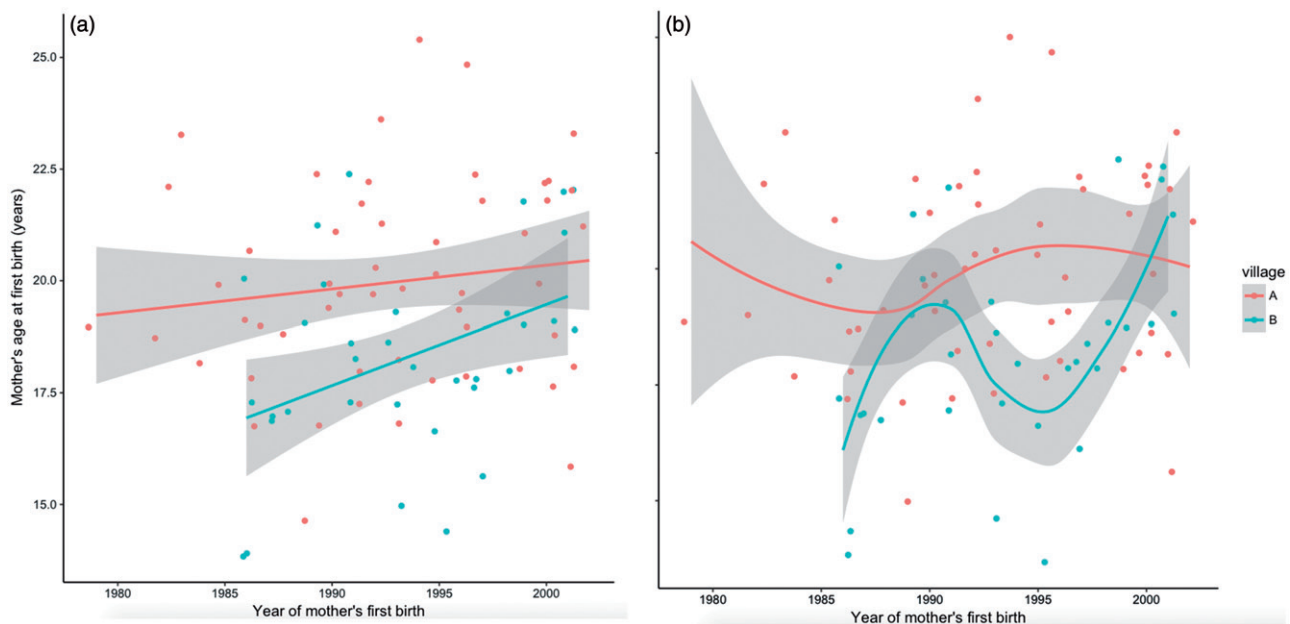 (a)
(b)
25.0
22.5
20.0
17.5
15.0
Mother's age at first birth (years)
1980 1985 1990 1995 2000
Year of mother's first birth
1980 1985 1990 1995 2000
Year of mother's first birth
village
A
B